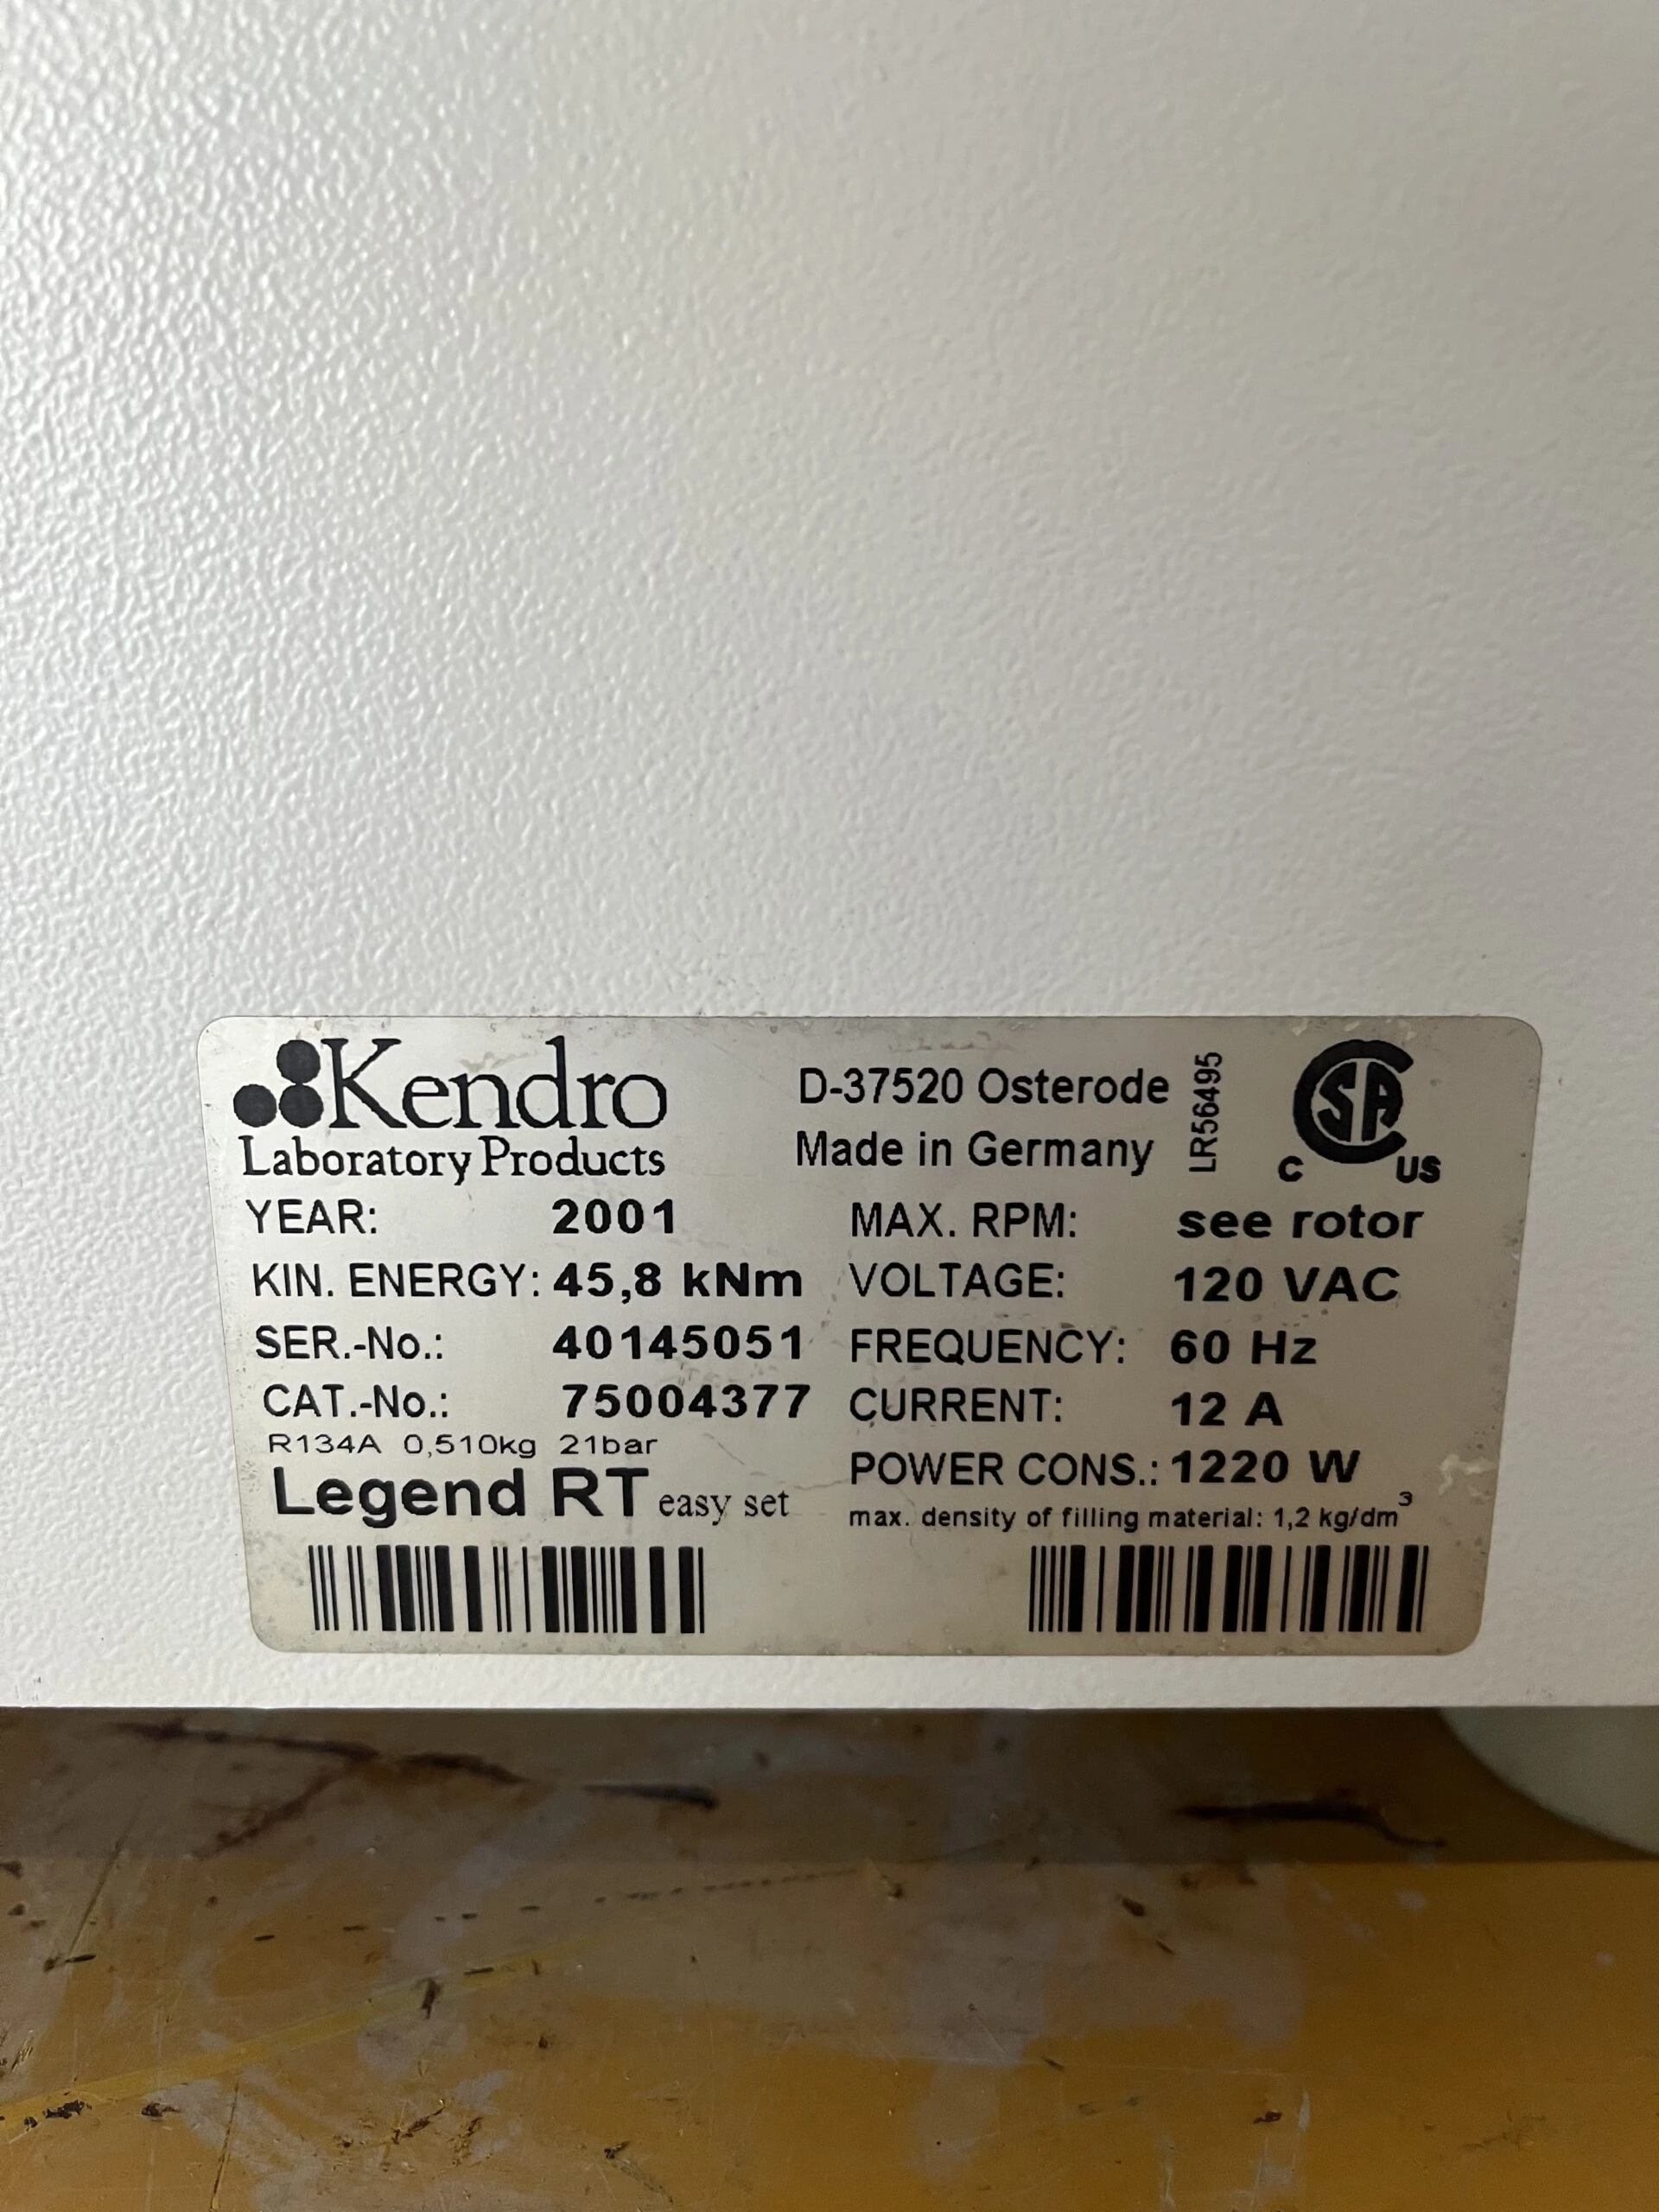 Kendro
Laboratory Products
D-37520 Osterode
Made in Germany
LR56495
CSA
C US
YEAR: 2001
KIN. ENERGY: 45,8 kNm
SER.-No.: 40145051
CAT.-No.: 75004377
R134A 0,510kg 21bar
Legend RT easy set
MAX. RPM: see rotor
VOLTAGE: 120 VAC
FREQUENCY: 60 Hz
CURRENT: 12 A
POWER CONS.: 1220 W
max. density of filling material: 1,2 kg/dm³